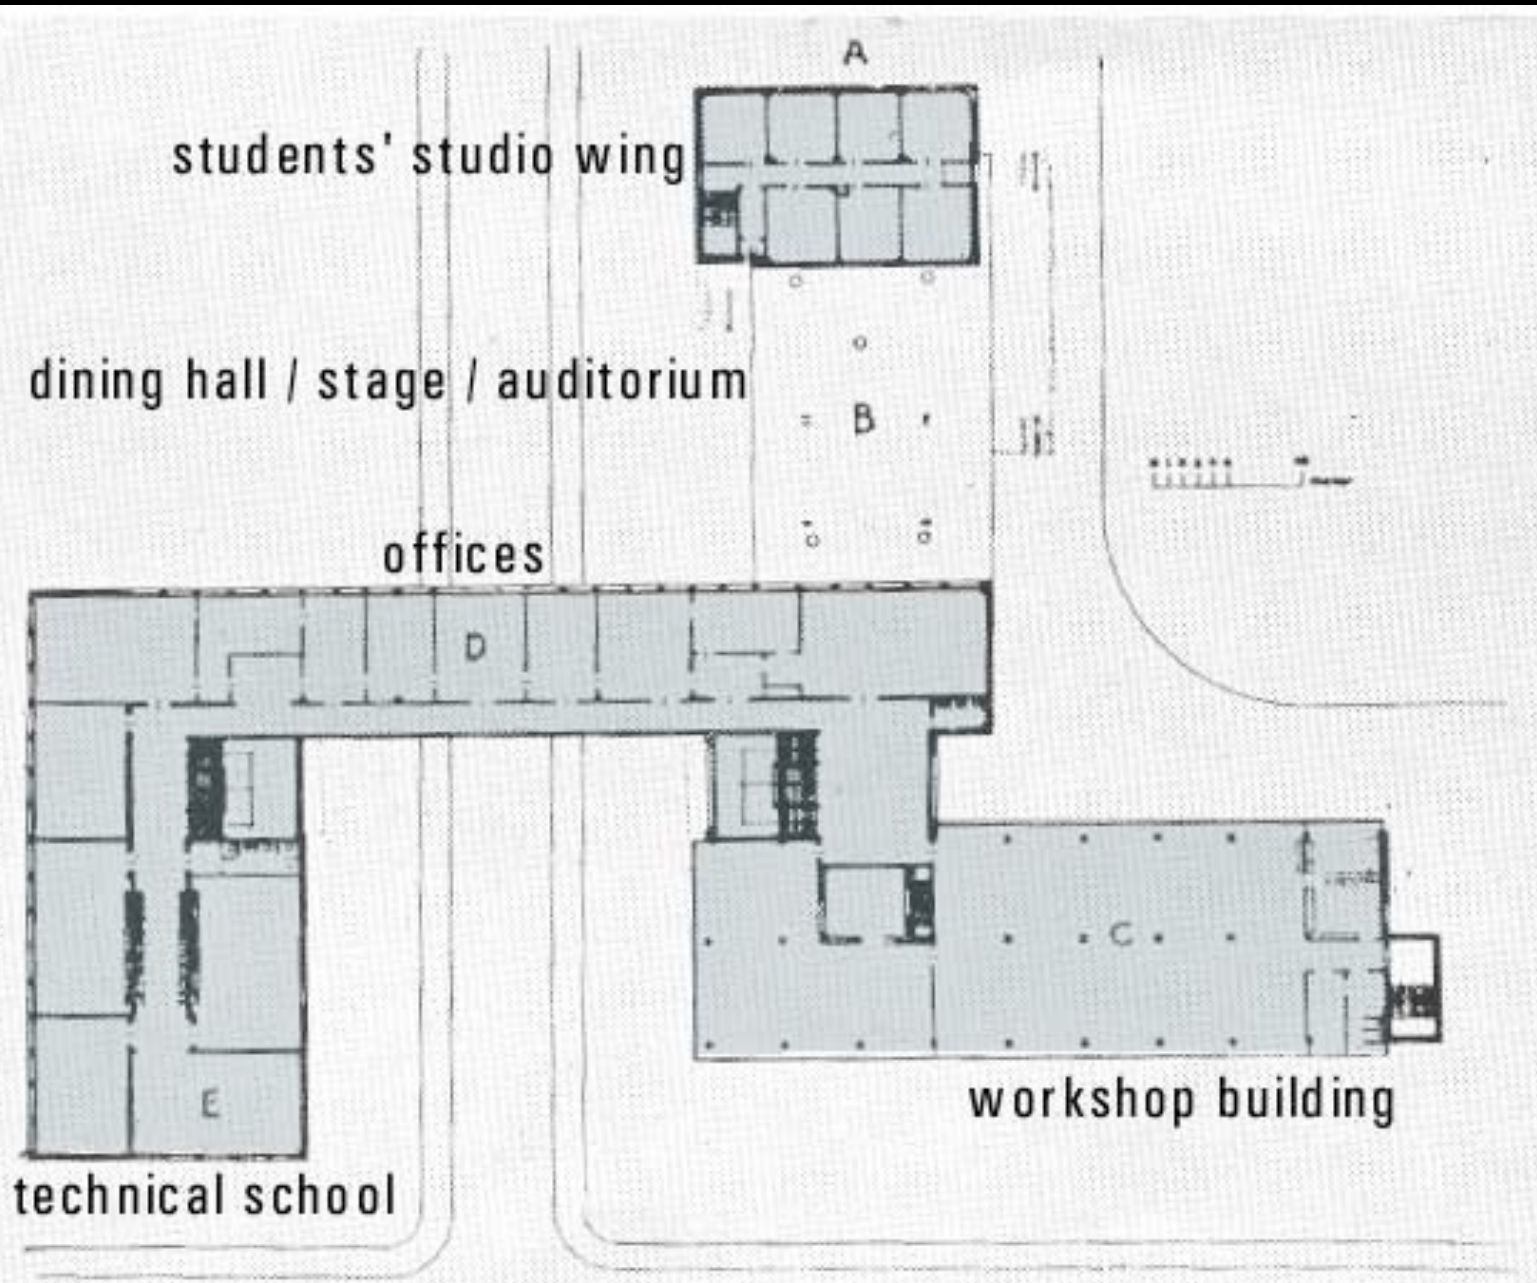 A
students' studio wing
dining hall / stage / auditorium
B
offices
D
C
workshop building
E
technical school